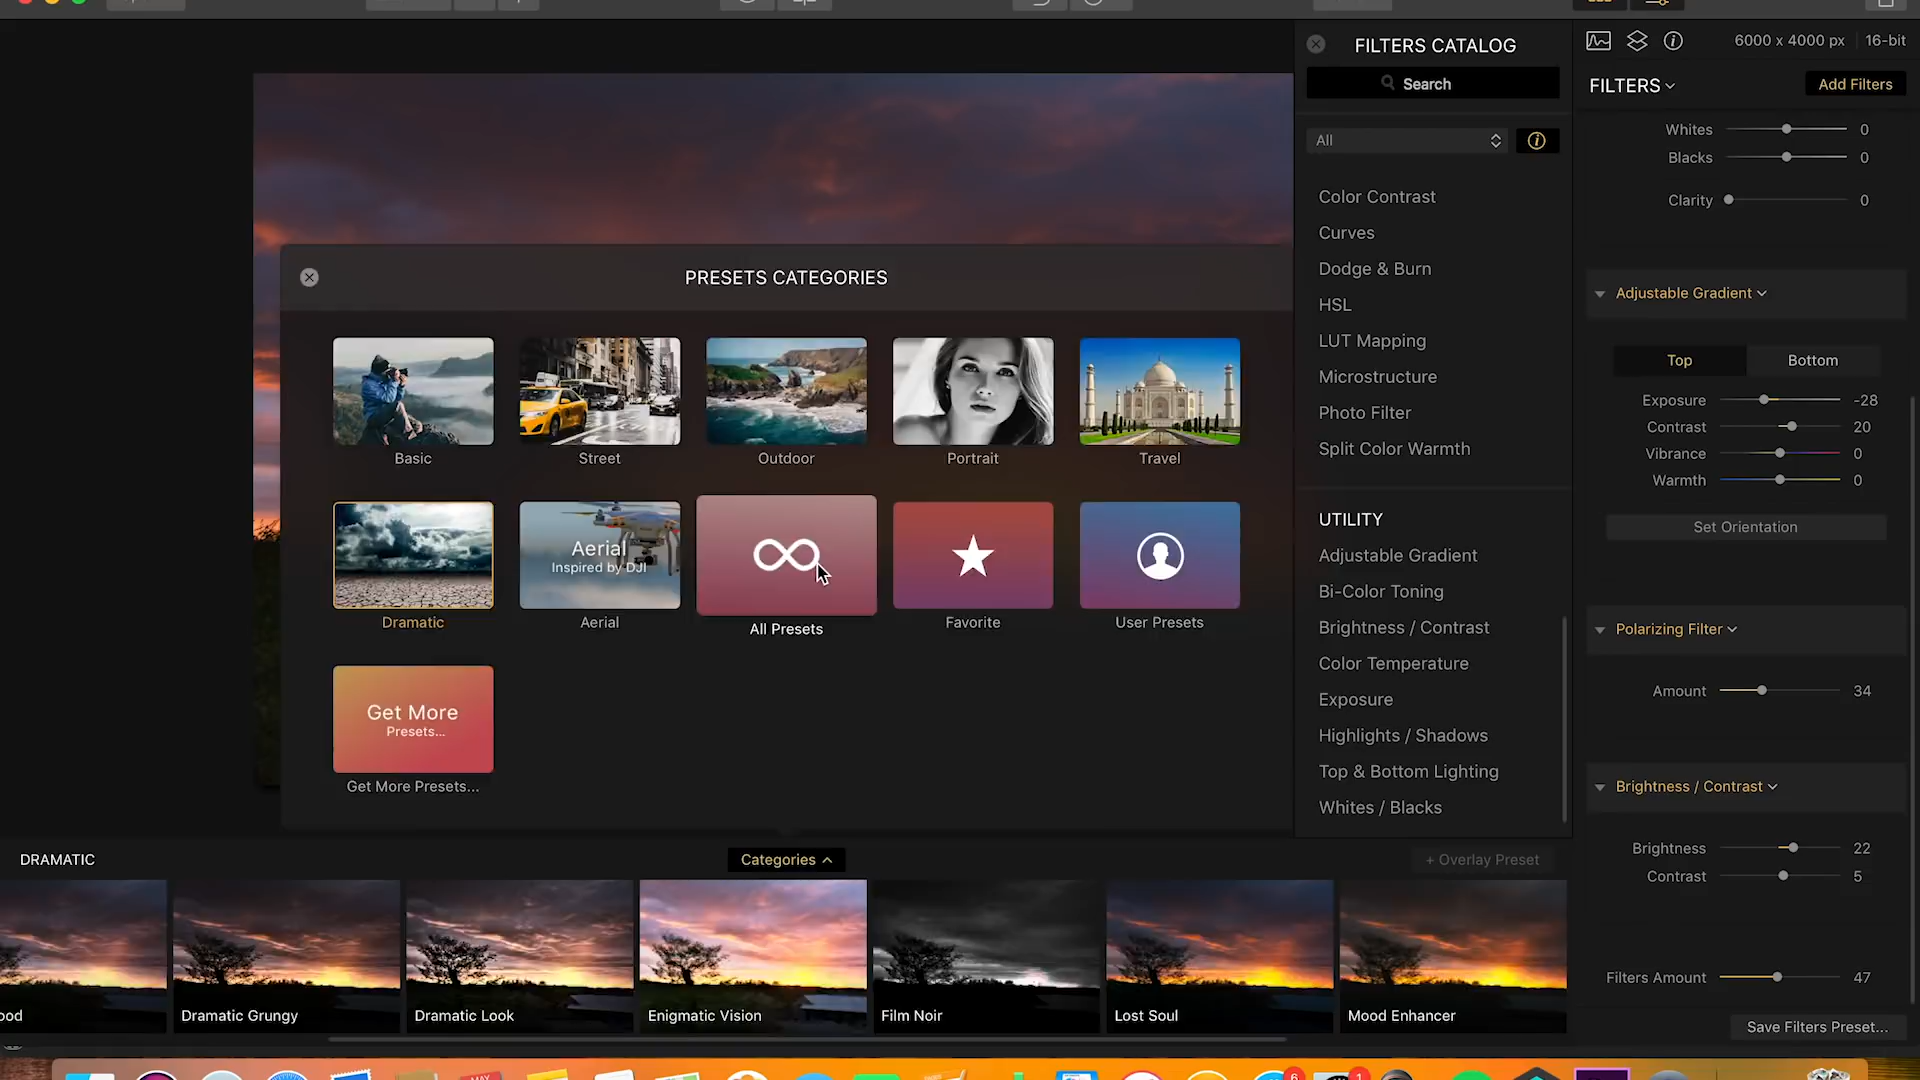 6000 x 4000 px
16-bit
FILTERS CATALOG
Search
All
Color Contrast
Curves
Dodge & Burn
HSL
LUT Mapping
Microstructure
Photo Filter
Split Color Warmth
UTILITY
Adjustable Gradient
Bi-Color Toning
Brightness / Contrast
Color Temperature
Exposure
Highlights / Shadows
Top & Bottom Lighting
Whites / Blacks
FILTERS
Add Filters
Whites 0
Blacks 0
Clarity 0
Adjustable Gradient
Top Bottom
Exposure -28
Contrast 20
Vibrance 0
Warmth 0
Set Orientation
Polarizing Filter
Amount 34
Brightness / Contrast
Brightness 22
Contrast 5
Filters Amount 47
Save Filters Preset...
PRESETS CATEGORIES
Basic
Street
Outdoor
Portrait
Travel
Dramatic
Aerial
Inspired by DJI
Aerial
All Presets
Favorite
User Presets
Get More
Presets...
Get More Presets...
DRAMATIC
Categories
+ Overlay Preset
ood
Dramatic Grungy
Dramatic Look
Enigmatic Vision
Film Noir
Lost Soul
Mood Enhancer
MAY
6
1